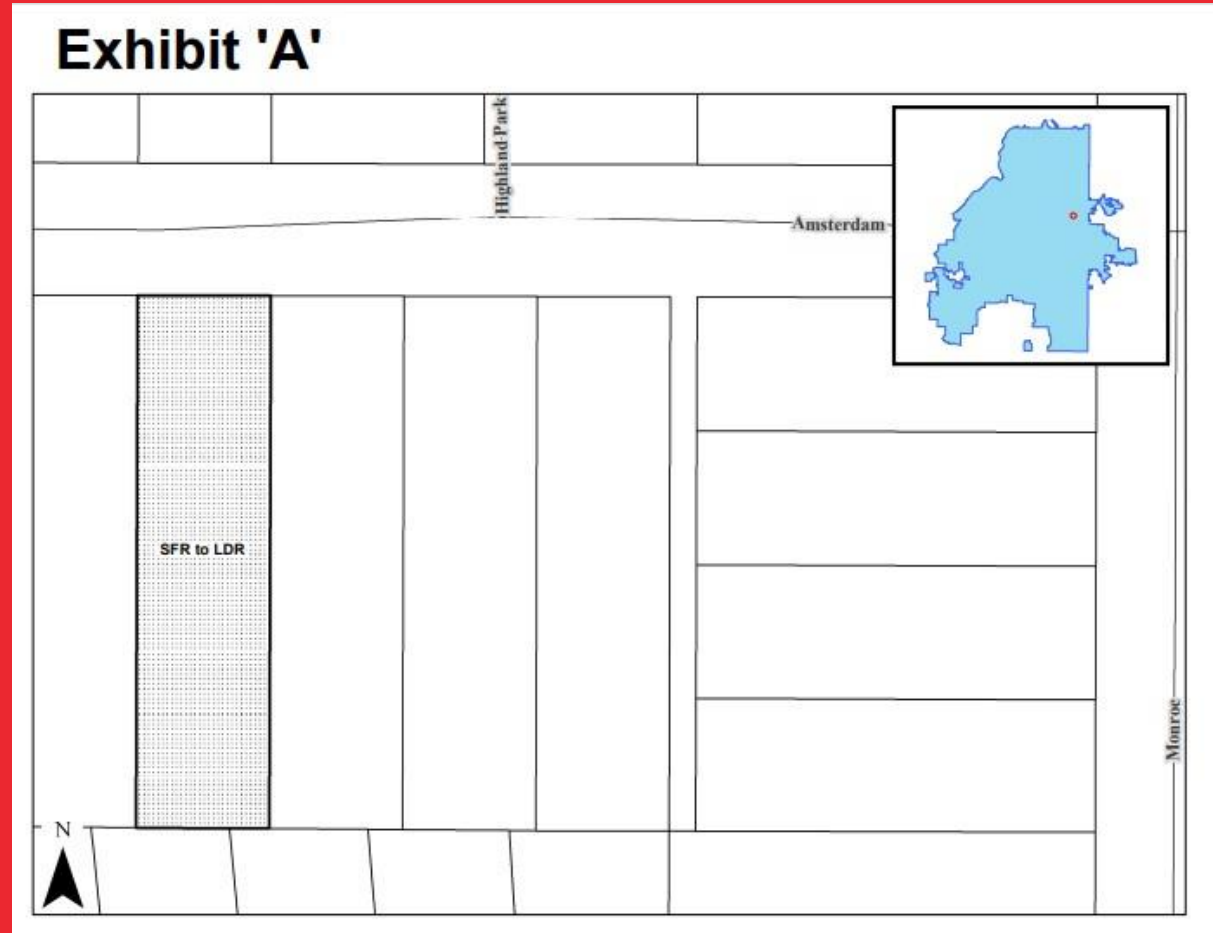 Exhibit 'A'
Highland Park
Amsterdam
SFR to LDR
Monroe
N